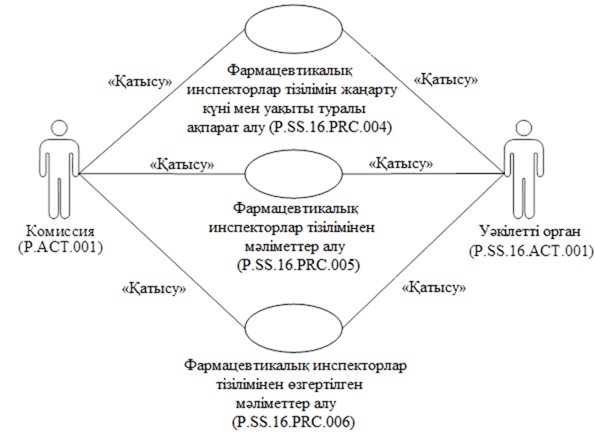 «Қатысу»
«Қатысу»
Фармацевтикалық
инспекторлар тізілімін жаңарту
күні мен уақыты туралы
ақпарат алу (P.SS.16.PRC.004)
«Қатысу»
«Қатысу»
Фармацевтикалық
инспекторлар тізілімінен
мәліметтер алу
(P.SS.16.PRC.005)
Комиссия
(P.ACT.001)
Уәкілетті орган
(P.SS.16.ACT.001)
«Қатысу»
«Қатысу»
Фармацевтикалық инспекторлар
тізілімінен өзгертілген
мәліметтер алу
(P.SS.16.PRC.006)